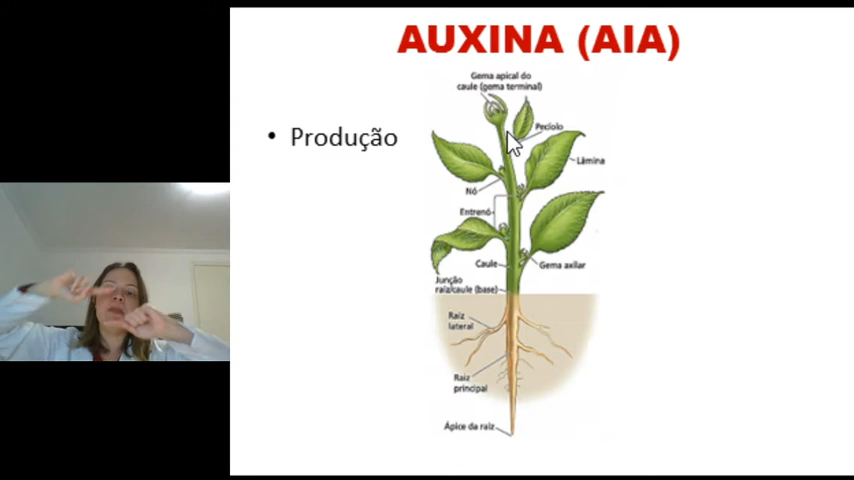 AUXINA (AIA)
• Produção
Gema apical do
caule (gema terminal)
Pecíolo
Lâmina
Nó
Entrenó
Caule
Gema axilar
Junção
raiz/caule (base)
Raiz
lateral
Raiz
principal
Ápice da raiz